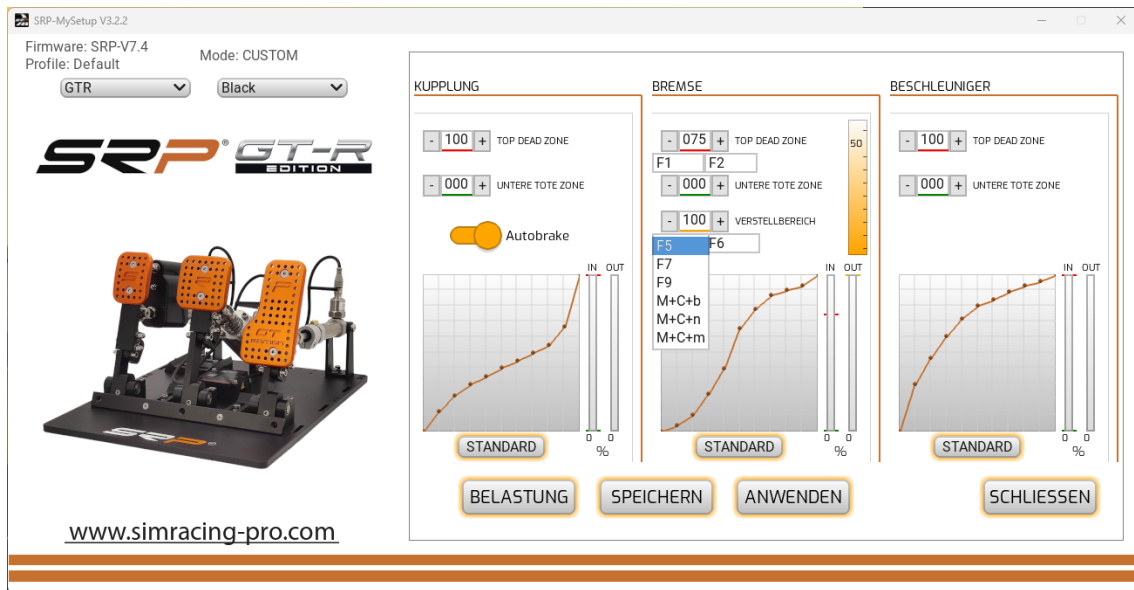 SRP-MySetup V3.2.2
Firmware: SRP-V7.4
Profile: Default
Mode: CUSTOM
GTR
Black
SRP GT-R
EDITION
SRP
www.simracing-pro.com
KUPPLUNG
- 100 + TOP DEAD ZONE
- 000 + UNTERE TOTE ZONE
Autobrake
IN OUT
0 0
%
STANDARD
BREMSE
- 075 + TOP DEAD ZONE
50
F1 F2
- 000 + UNTERE TOTE ZONE
- 100 + VERSTELLBEREICH
F5 F6
F7
F9
M+C+b
M+C+n
M+C+m
IN OUT
0 0
%
STANDARD
BESCHLEUNIGER
- 100 + TOP DEAD ZONE
- 000 + UNTERE TOTE ZONE
IN OUT
0 0
%
STANDARD
BELASTUNG
SPEICHERN
ANWENDEN
SCHLIESSEN